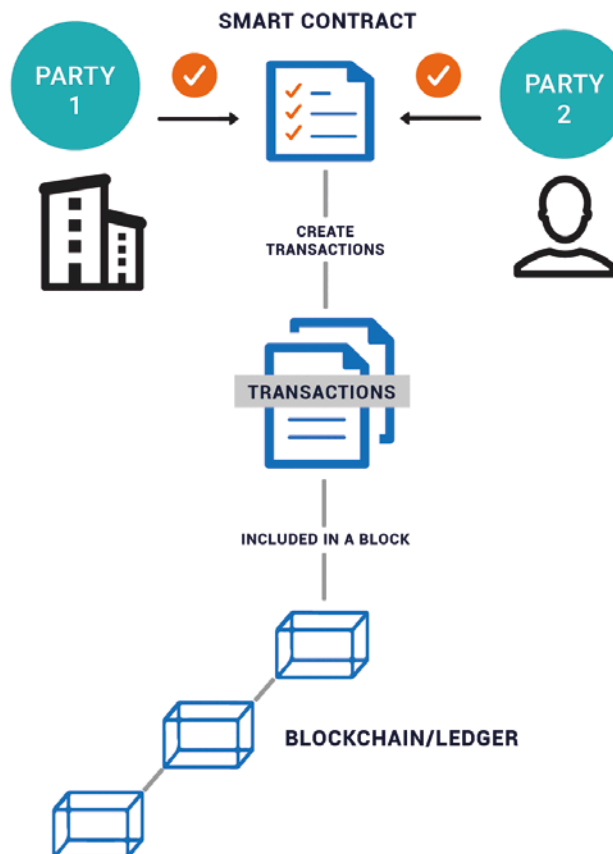 SMART CONTRACT
PARTY
1
PARTY
2
CREATE
TRANSACTIONS
TRANSACTIONS
INCLUDED IN A BLOCK
BLOCKCHAIN/LEDGER